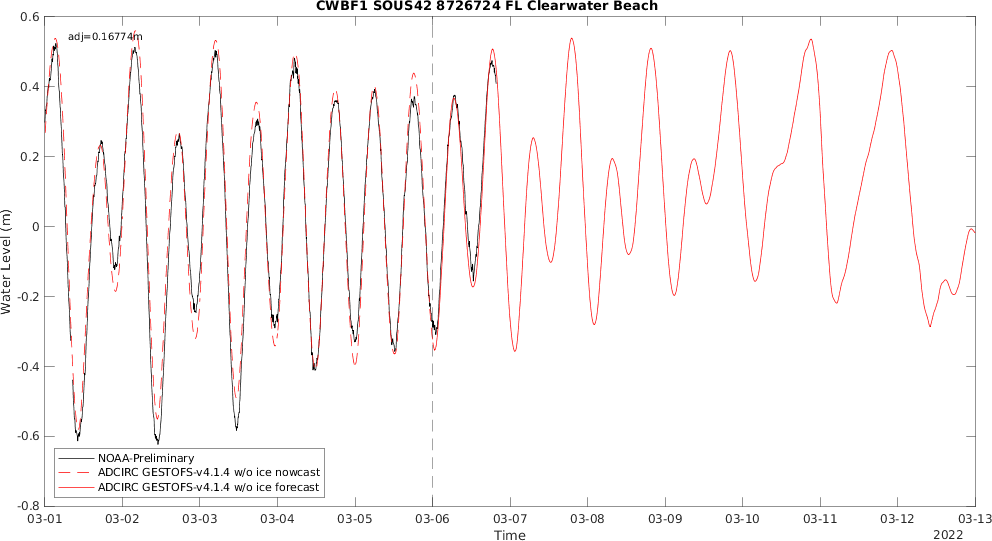 CWBF1 SOUS42 8726724 FL Clearwater Beach
adj=0.16774m
0.6
0.4
0.2
0
-0.2
-0.4
-0.6
-0.8
Water Level (m)
NOAA-Preliminary
ADCIRC GESTOFS-v4.1.4 w/o ice nowcast
ADCIRC GESTOFS-v4.1.4 w/o ice forecast
03-01 03-02 03-03 03-04 03-05 03-06 03-07 03-08 03-09 03-10 03-11 03-12 03-13
Time
2022